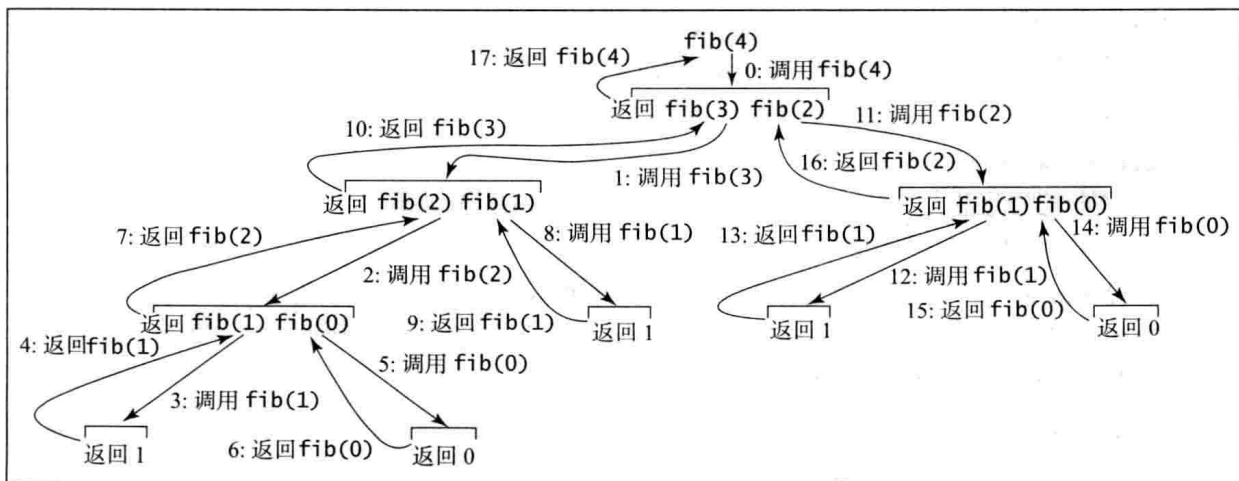 fib(4)
17: 返回 fib(4)
0: 调用 fib(4)
返回 fib(3) fib(2)
10: 返回 fib(3)
11: 调用 fib(2)
1: 调用 fib(3)
16: 返回 fib(2)
返回 fib(2) fib(1)
返回 fib(1) fib(0)
7: 返回 fib(2)
8: 调用 fib(1)
13: 返回 fib(1)
14: 调用 fib(0)
2: 调用 fib(2)
12: 调用 fib(1)
9: 返回 fib(1)
15: 返回 fib(0)
返回 fib(1) fib(0)
返回 1
返回 1
返回 0
4: 返回 fib(1)
5: 调用 fib(0)
3: 调用 fib(1)
6: 返回 fib(0)
返回 1
返回 0